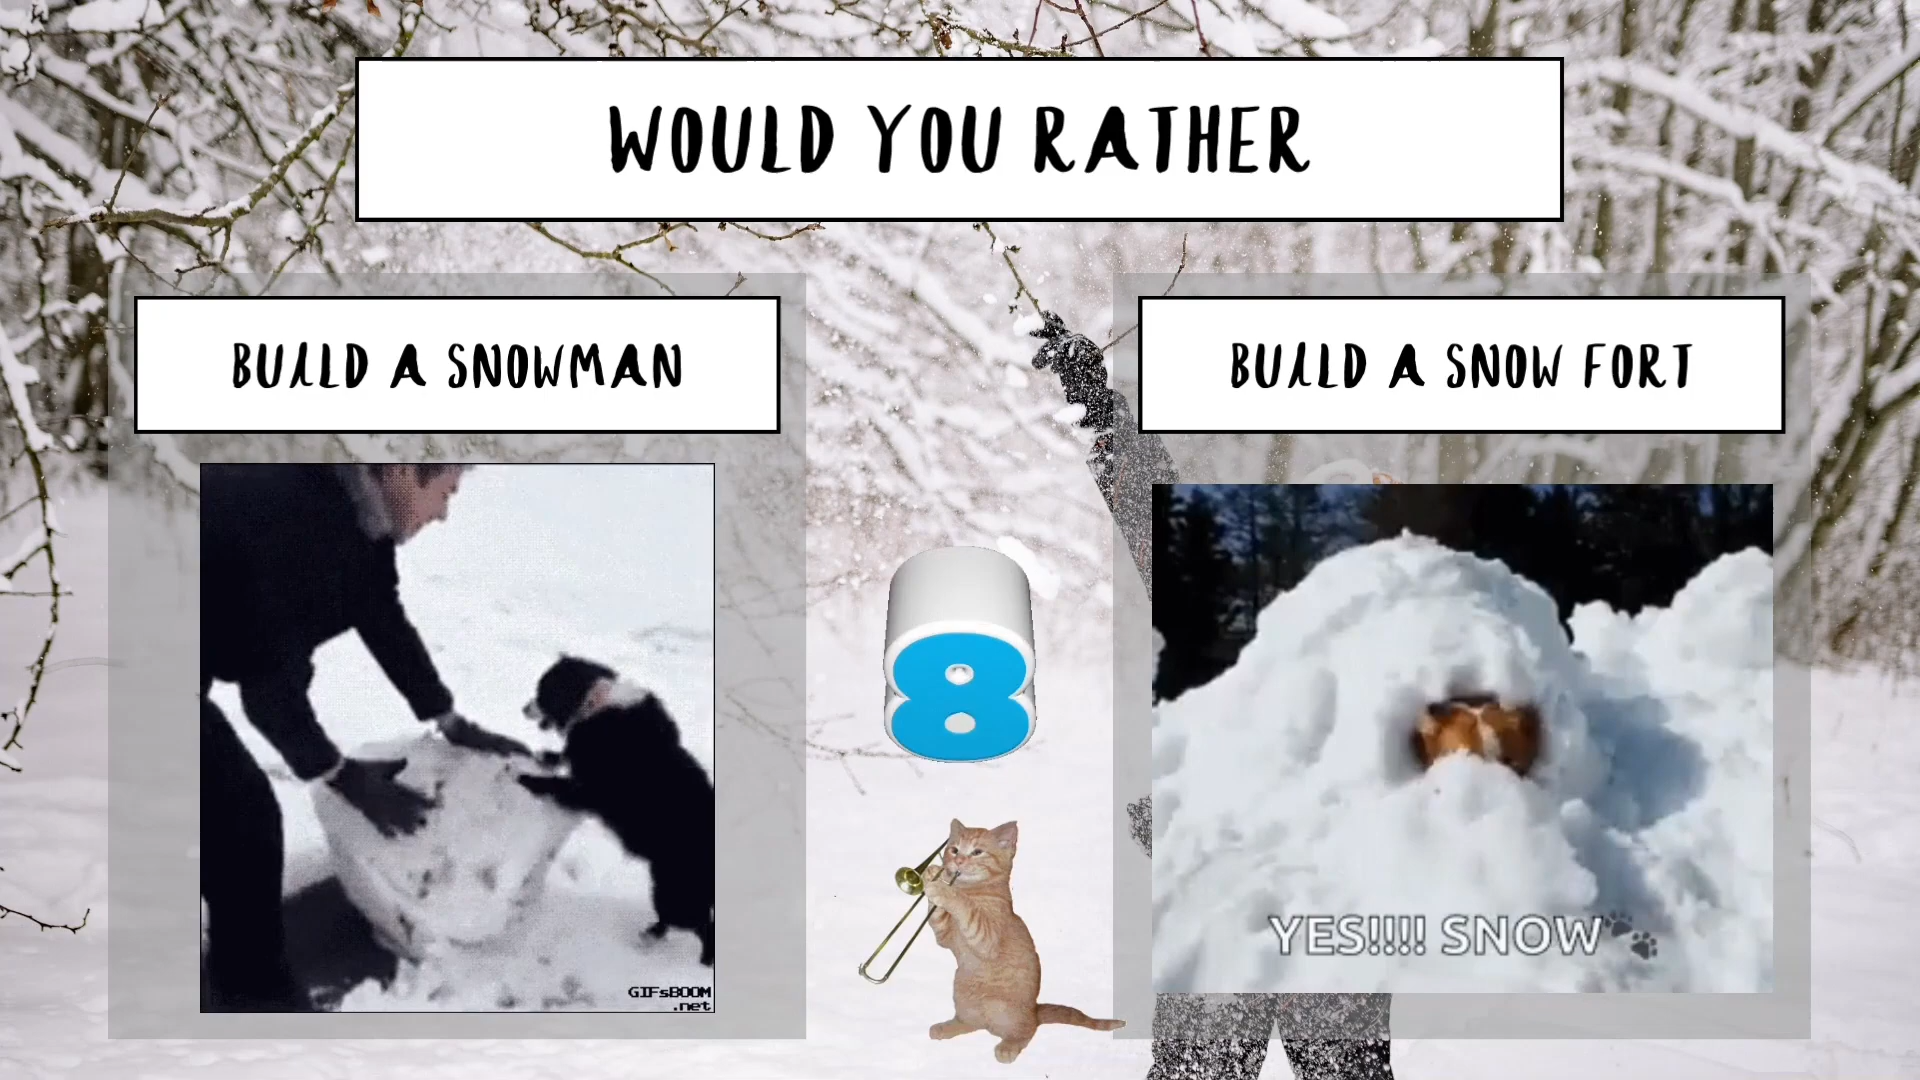 WOULD YOU RATHER
BUILD A SNOWMAN
BUILD A SNOW FORT
8
YES!!!! SNOW
GIFsBOOM
.net